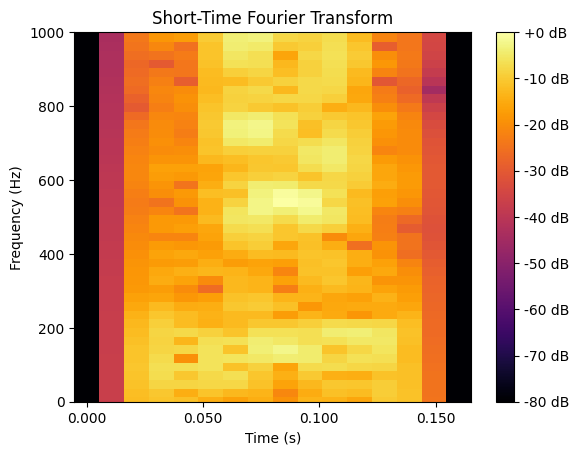 Short-Time Fourier Transform
1000
800
600
400
200
0
Frequency (Hz)
0.000
0.050
0.100
0.150
Time (s)
+0 dB
-10 dB
-20 dB
-30 dB
-40 dB
-50 dB
-60 dB
-70 dB
-80 dB